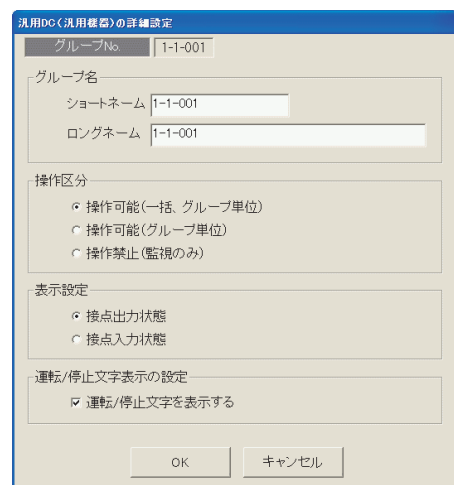 汎用DC(汎用機器)の詳細設定
グループNo. 1-1-001
グループ名
ショートネーム 1-1-001
ロングネーム 1-1-001
操作区分
操作可能(一括、グループ単位)
操作可能(グループ単位)
操作禁止(監視のみ)
表示設定
接点出力状態
接点入力状態
運転/停止文字表示の設定
運転/停止文字を表示する
OK キャンセル